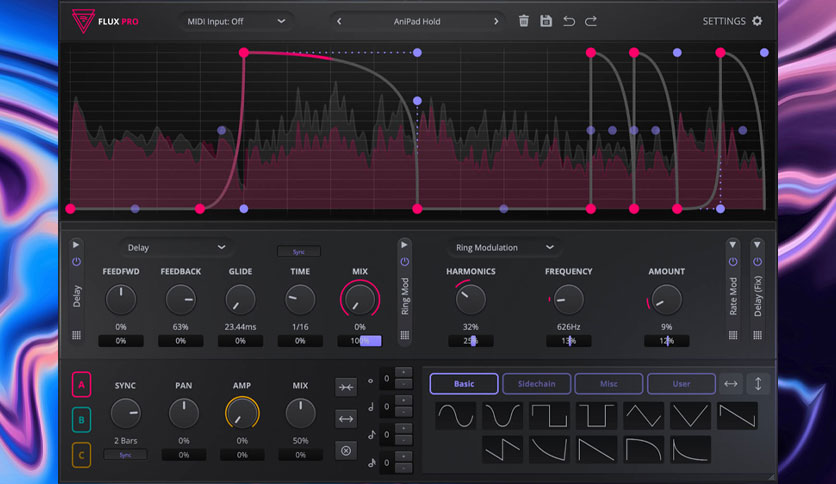 FLUX PRO
MIDI Input: Off
AniPad Hold
SETTINGS
Delay
Delay
Sync
FEEDFWD FEEDBACK GLIDE TIME MIX
0% 63% 23.44ms 1/16 0%
0% 0% 0% 0% 100%
Ring Mod
Ring Modulation
HARMONICS FREQUENCY AMOUNT
32% 626Hz 9%
25% 13% 12%
Rate Mod
Delay (Fix)
A
B
C
SYNC PAN AMP MIX
2 Bars 0% 0% 50%
Sync 0% 0% 0%
0
0
0
0
Basic Sidechain Misc User